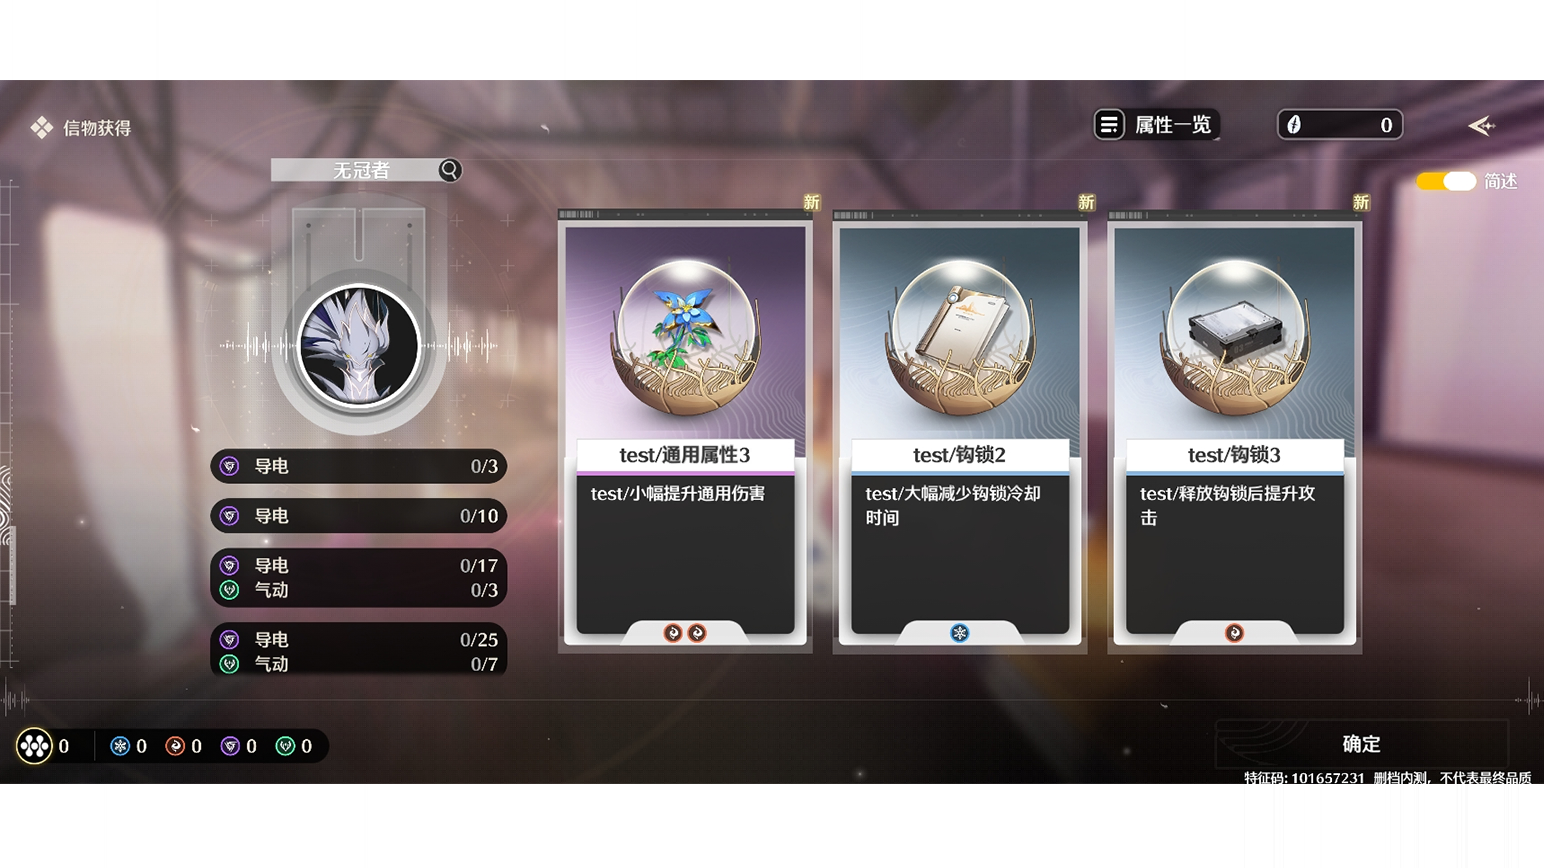 信物获得
属性一览
0
简述
无冠者
导电 0/3
导电 0/10
导电 0/17
气动 0/3
导电 0/25
气动 0/7
新
test/通用属性3
test/小幅提升通用伤害
新
test/钩锁2
test/大幅减少钩锁冷却
时间
新
test/钩锁3
test/释放钩锁后提升攻
击
0 0 0 0 0
确定
特征码: 101657231 删档内测，不代表最终品质